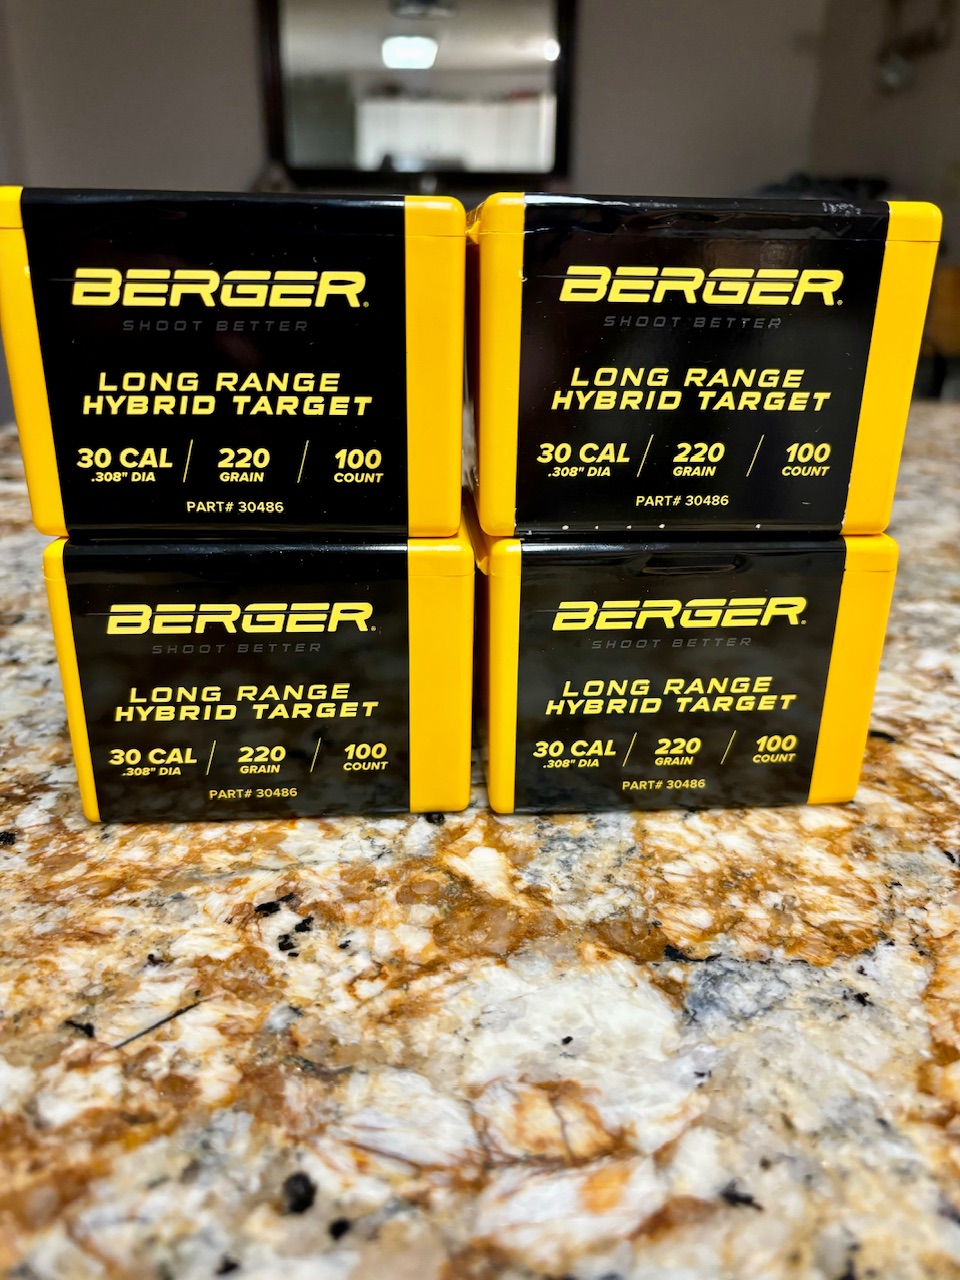 BERGER®
SHOOT BETTER
LONG RANGE
HYBRID TARGET
30 CAL / 220 / 100
.308" DIA GRAIN COUNT
PART# 30486
BERGER®
SHOOT BETTER
LONG RANGE
HYBRID TARGET
30 CAL / 220 / 100
.308" DIA GRAIN COUNT
PART# 30486
BERGER®
SHOOT BETTER
LONG RANGE
HYBRID TARGET
30 CAL / 220 / 100
.308" DIA GRAIN COUNT
PART# 30486
BERGER®
SHOOT BETTER
LONG RANGE
HYBRID TARGET
30 CAL / 220 / 100
.308" DIA GRAIN COUNT
PART# 30486